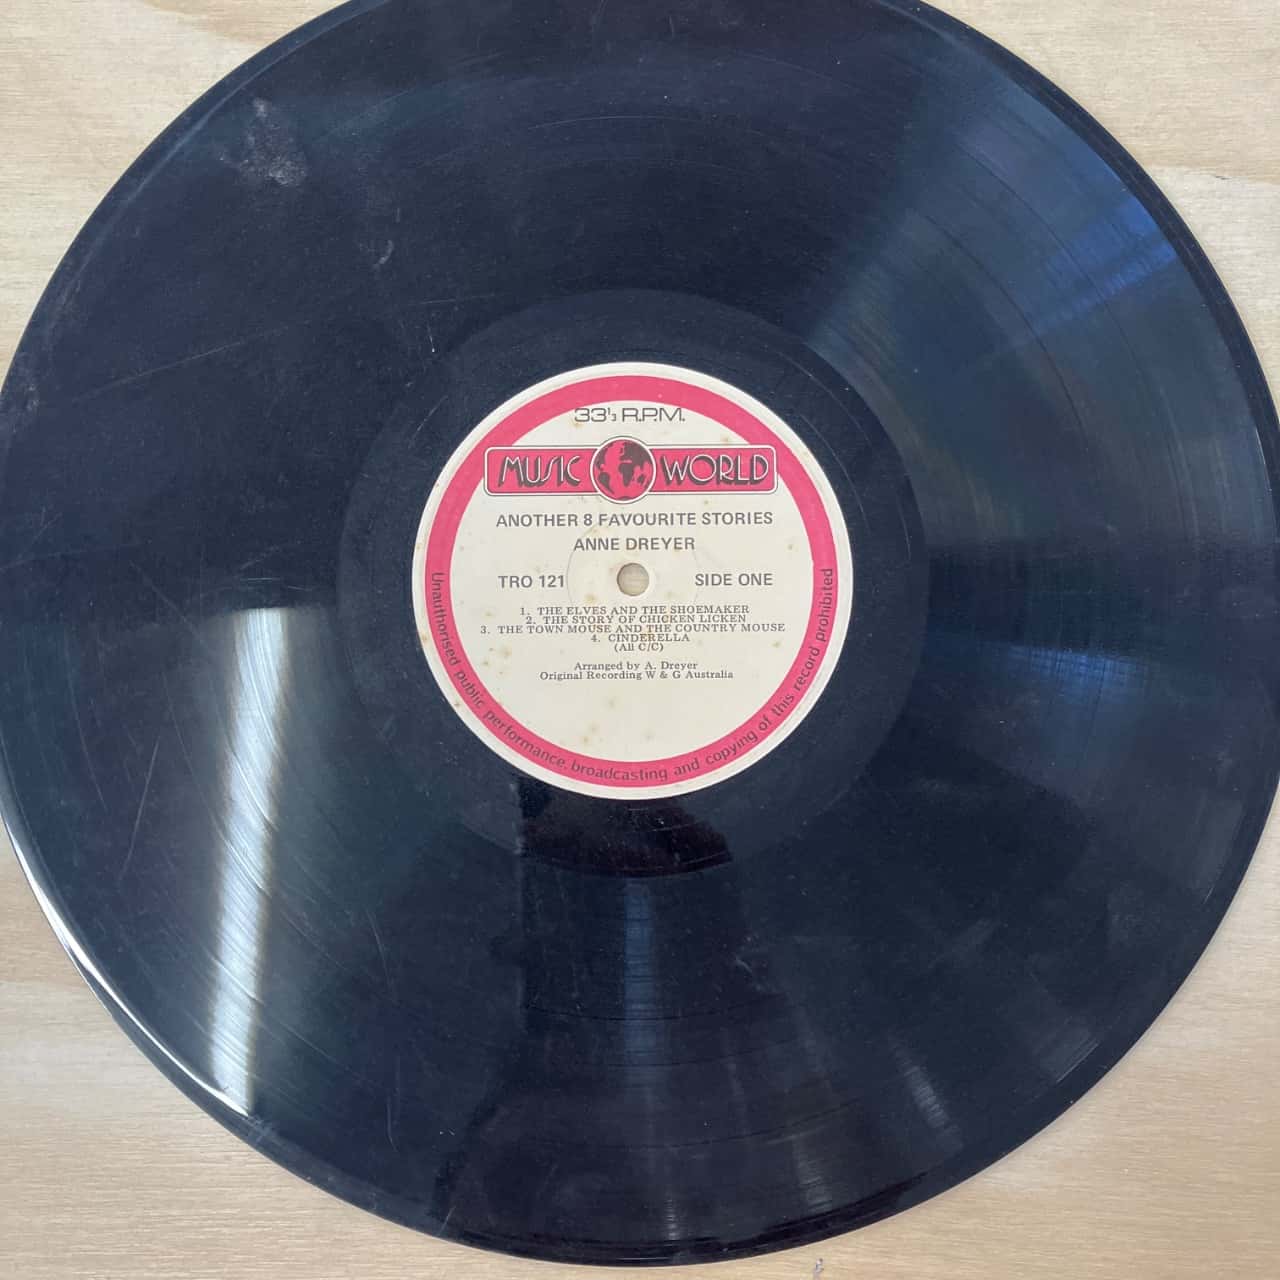 33⅓ R.P.M.
MUSIC WORLD
ANOTHER 8 FAVOURITE STORIES
ANNE DREYER
TRO 121 SIDE ONE
1. THE ELVES AND THE SHOEMAKER
2. THE STORY OF CHICKEN LICKEN
3. THE TOWN MOUSE AND THE COUNTRY MOUSE
4. CINDERELLA
(All C/C)
Arranged by A. Dreyer
Original Recording W & G Australia
Unauthorised public performance, broadcasting and copying of this record prohibited